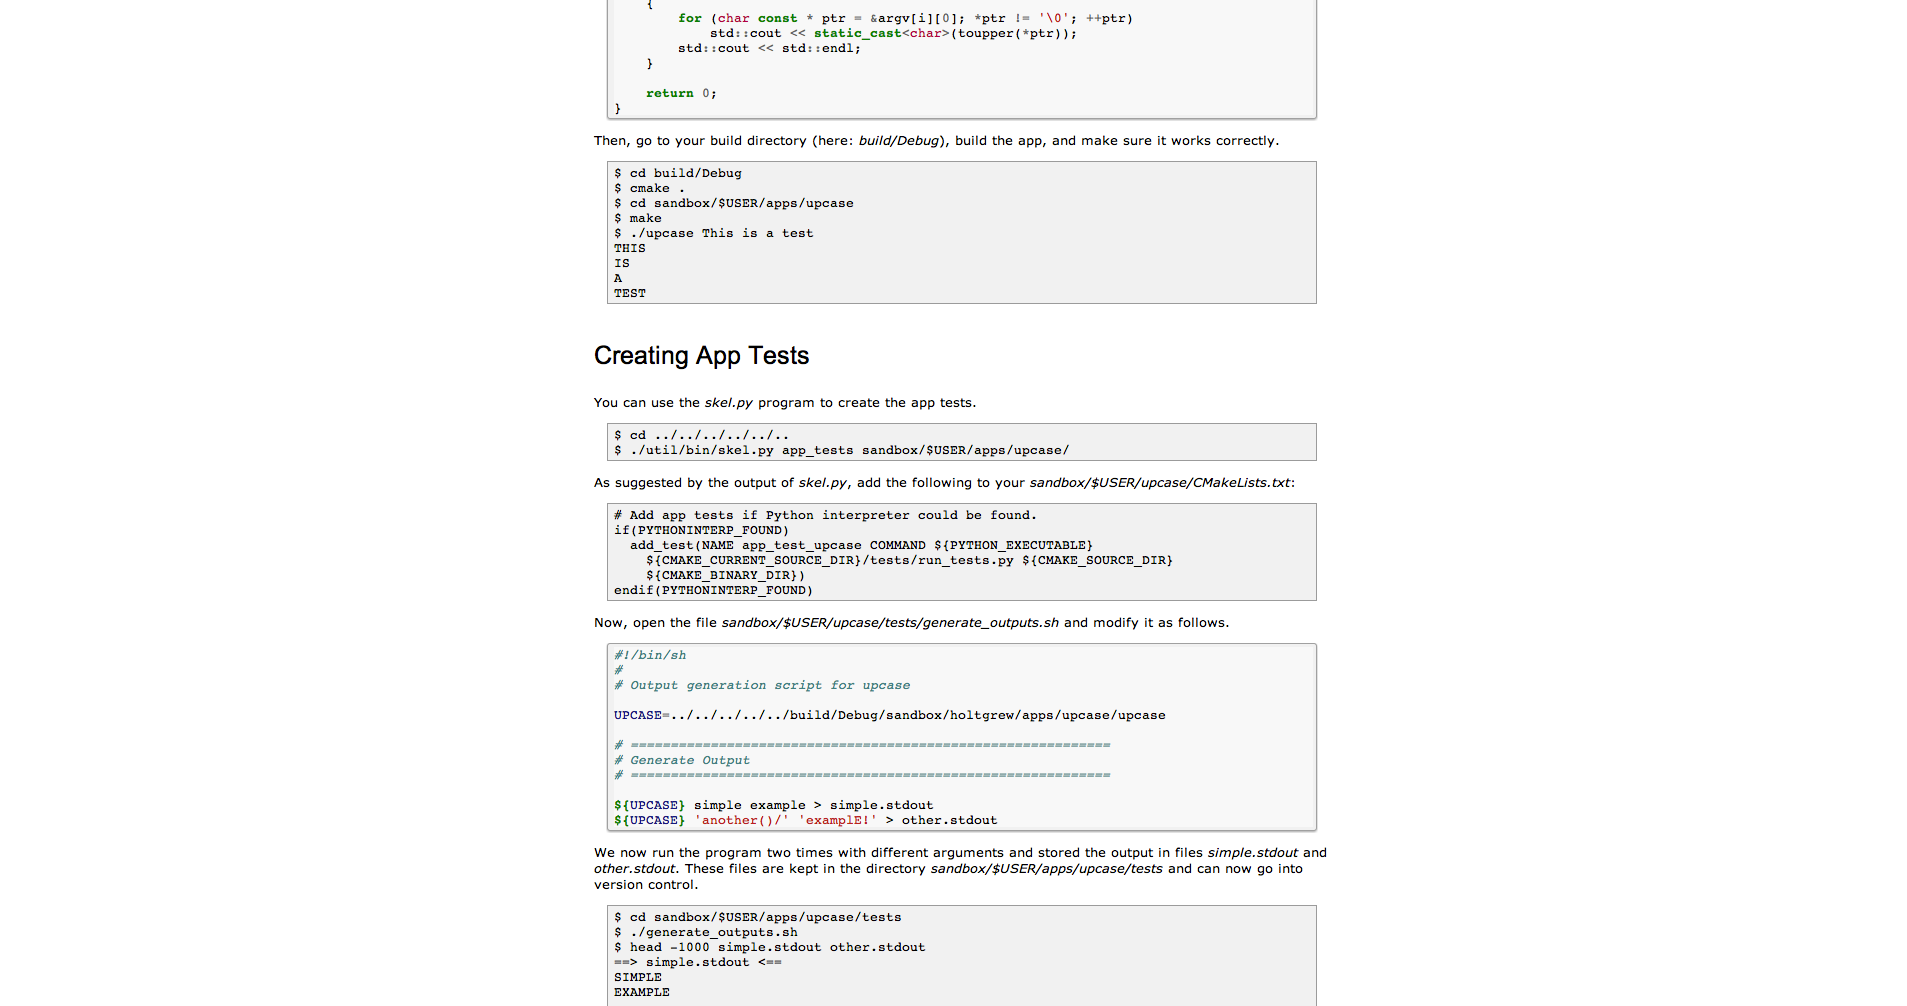 {
for (char const * ptr = &argv[i][0]; *ptr != '\0'; ++ptr)
std::cout << static_cast<char>(toupper(*ptr));
std::cout << std::endl;
}
return 0;
}
Then, go to your build directory (here: build/Debug), build the app, and make sure it works correctly.
$ cd build/Debug
$ cmake .
$ cd sandbox/$USER/apps/upcase
$ make
$ ./upcase This is a test
THIS
IS
A
TEST
Creating App Tests
You can use the skel.py program to create the app tests.
$ cd ../../../../../..
$ ./util/bin/skel.py app_tests sandbox/$USER/apps/upcase/
As suggested by the output of skel.py, add the following to your sandbox/$USER/upcase/CMakeLists.txt:
# Add app tests if Python interpreter could be found.
if(PYTHONINTERP_FOUND)
add_test(NAME app_test_upcase COMMAND ${PYTHON_EXECUTABLE}
${CMAKE_CURRENT_SOURCE_DIR}/tests/run_tests.py ${CMAKE_SOURCE_DIR}
${CMAKE_BINARY_DIR})
endif(PYTHONINTERP_FOUND)
Now, open the file sandbox/$USER/upcase/tests/generate_outputs.sh and modify it as follows.
#!/bin/sh
#
# Output generation script for upcase
UPCASE=../../../../../build/Debug/sandbox/holtgrew/apps/upcase/upcase
# ============================================================
# Generate Output
# ============================================================
${UPCASE} simple example > simple.stdout
${UPCASE} 'another()/' 'examplE!' > other.stdout
We now run the program two times with different arguments and stored the output in files simple.stdout and
other.stdout. These files are kept in the directory sandbox/$USER/apps/upcase/tests and can now go into
version control.
$ cd sandbox/$USER/apps/upcase/tests
$ ./generate_outputs.sh
$ head -1000 simple.stdout other.stdout
==> simple.stdout <==
SIMPLE
EXAMPLE